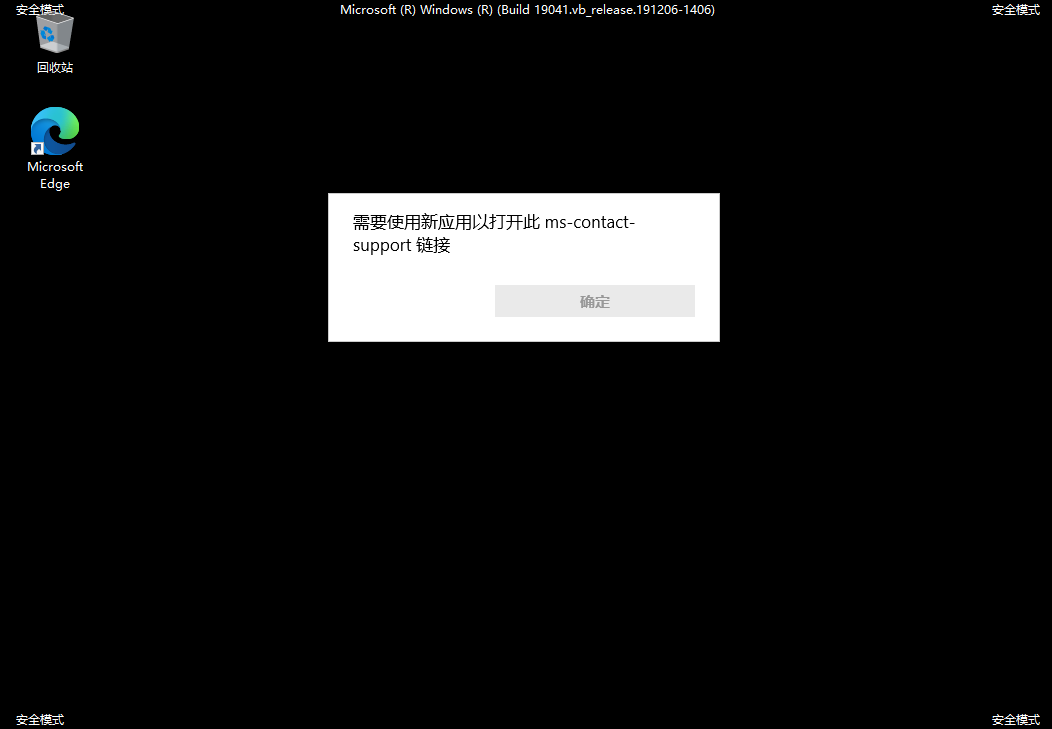 安全模式
Microsoft (R) Windows (R) (Build 19041.vb_release.191206-1406)
安全模式
回收站
Microsoft
Edge
需要使用新应用以打开此 ms-contact-
support 链接
确定
安全模式
安全模式